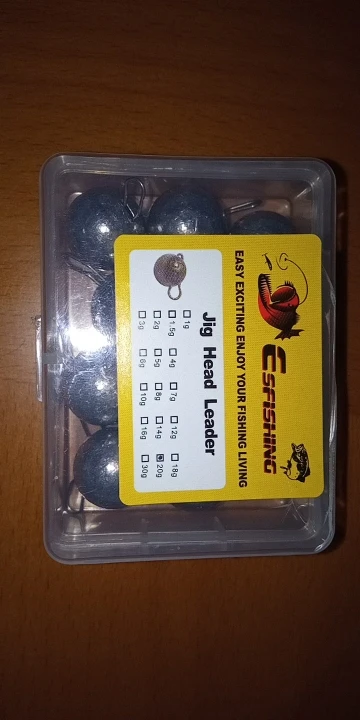 ESFISHING
EASY EXCITING ENJOY YOUR FISHING LIVING
Jig Head Leader
☐ 1g
☐ 1.5g ☐ 4g ☐ 7g ☐ 12g ☐ 18g
☐ 2g ☐ 5g ☐ 8g ☐ 14g ▣ 20g
☐ 3g ☐ 6g ☐ 10g ☐ 16g ☐ 30g